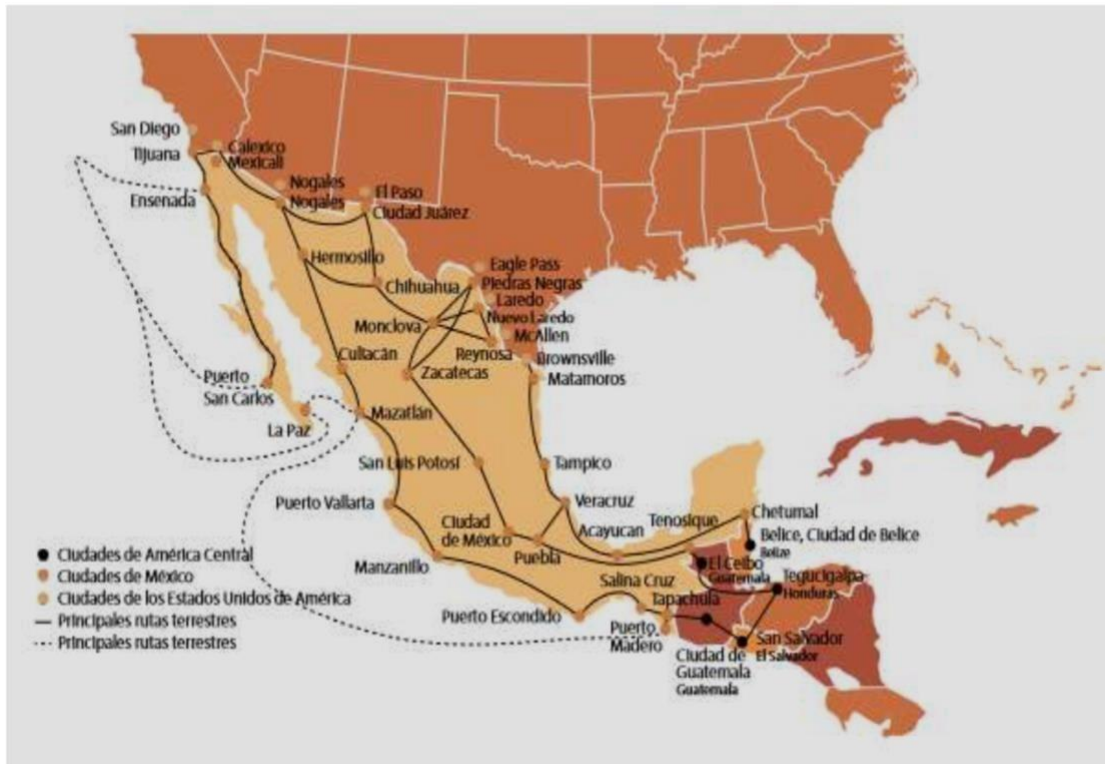 San Diego
Tijuana
Calexico
Mexicali
Ensenada
Nogales
Nogales
El Paso
Ciudad Juárez
Hermosillo
Chihuahua
Eagle Pass
Piedras Negras
Laredo
Nuevo Laredo
McAllen
Monclova
Reynosa
Brownsville
Matamoros
Culiacán
Zacatecas
Puerto
San Carlos
La Paz
Mazatlán
San Luis Potosí
Tampico
Puerto Vallarta
Veracruz
Ciudad
de México
Puebla
Acayucan
Tenosique
Chetumal
Belice, Ciudad de Belice
Belize
Manzanillo
El Ceibo
Guatemala
Tegucigalpa
Honduras
Salina Cruz
Tapachula
Puerto Escondido
Puerto
Madero
Ciudad de
Guatemala
Guatemala
San Salvador
El Salvador
Ciudades de América Central
Ciudades de México
Ciudades de los Estados Unidos de América
Principales rutas terrestres
Principales rutas terrestres